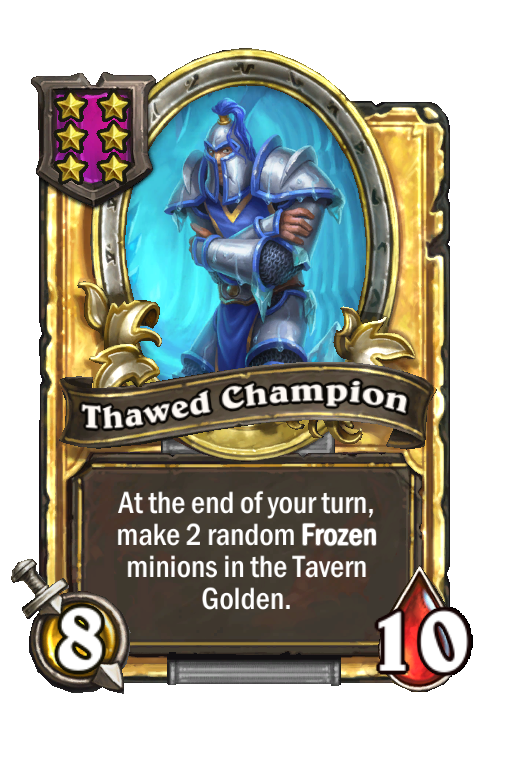 Thawed Champion
At the end of your turn,
make 2 random Frozen
minions in the Tavern
Golden.
8
10